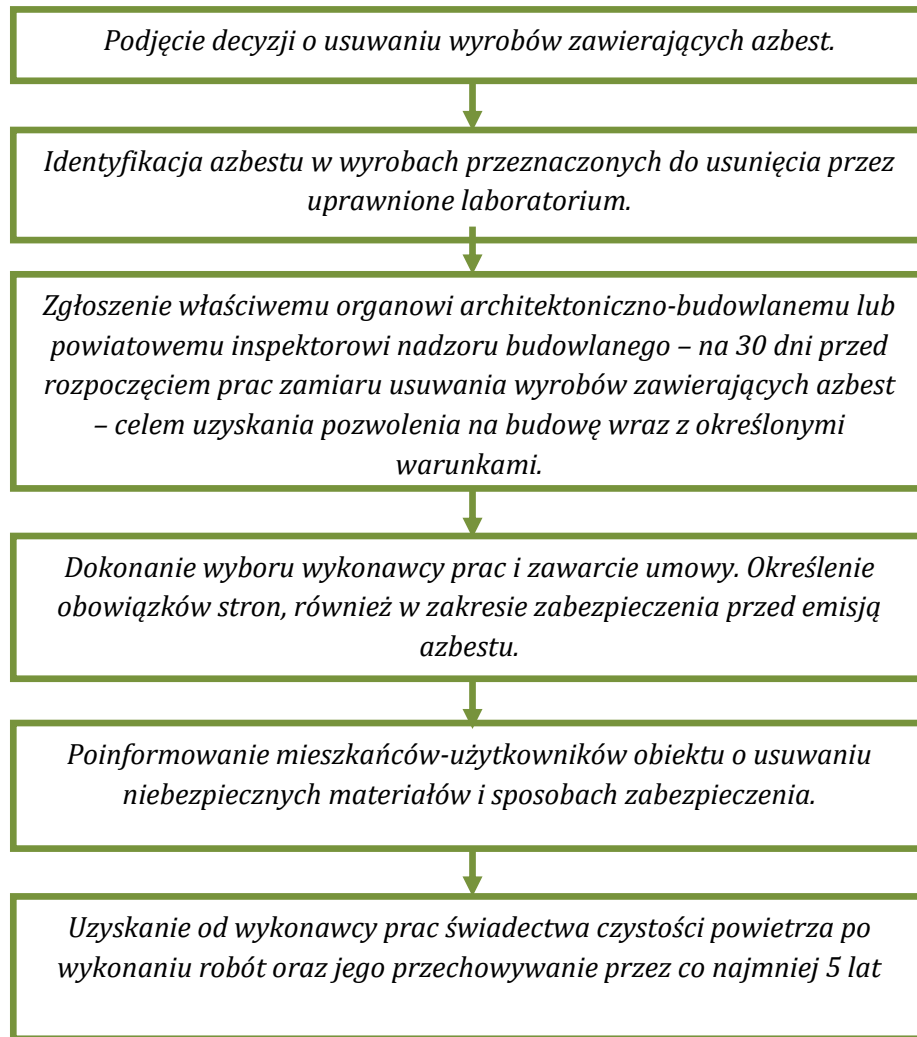 Podjęcie decyzji o usuwaniu wyrobów zawierających azbest.
Identyfikacja azbestu w wyrobach przeznaczonych do usunięcia przez
uprawnione laboratorium.
Zgłoszenie właściwemu organowi architektoniczno-budowlanemu lub
powiatowemu inspektorowi nadzoru budowlanego – na 30 dni przed
rozpoczęciem prac zamiaru usuwania wyrobów zawierających azbest
– celem uzyskania pozwolenia na budowę wraz z określonymi
warunkami.
Dokonanie wyboru wykonawcy prac i zawarcie umowy. Określenie
obowiązków stron, również w zakresie zabezpieczenia przed emisją
azbestu.
Poinformowanie mieszkańców-użytkowników obiektu o usuwaniu
niebezpiecznych materiałów i sposobach zabezpieczenia.
Uzyskanie od wykonawcy prac świadectwa czystości powietrza po
wykonaniu robót oraz jego przechowywanie przez co najmniej 5 lat